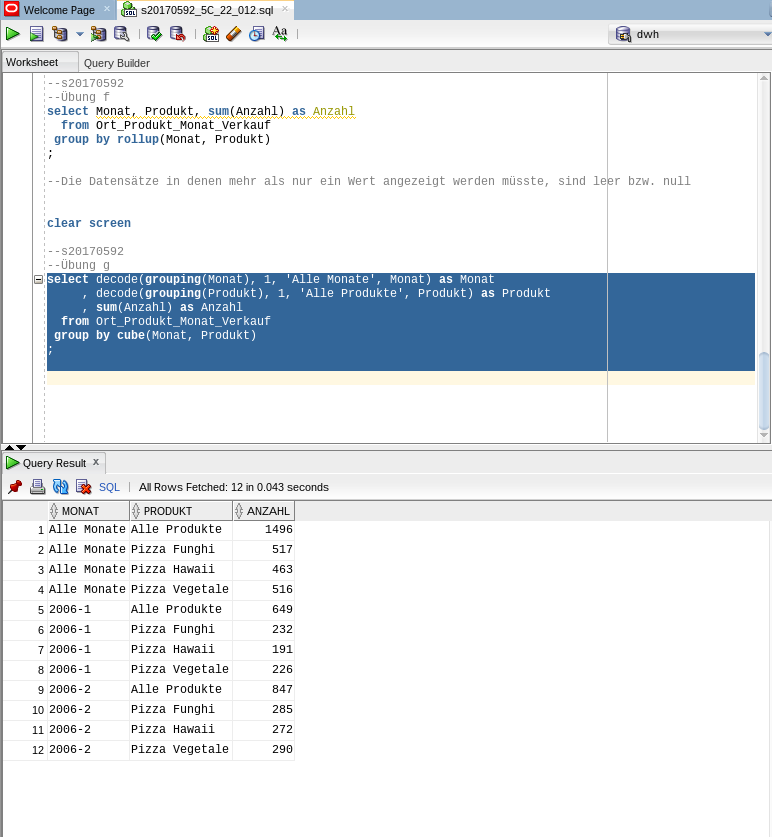 Welcome Page
s20170592_5C_22_012.sql
dwh
Worksheet
Query Builder
--s20170592
--Übung f
select Monat, Produkt, sum(Anzahl) as Anzahl
  from Ort_Produkt_Monat_Verkauf
 group by rollup(Monat, Produkt)
;
--Die Datensätze in denen mehr als nur ein Wert angezeigt werden müsste, sind leer bzw. null
clear screen
--s20170592
--Übung g
select decode(grouping(Monat), 1, 'Alle Monate', Monat) as Monat
     , decode(grouping(Produkt), 1, 'Alle Produkte', Produkt) as Produkt
     , sum(Anzahl) as Anzahl
  from Ort_Produkt_Monat_Verkauf
 group by cube(Monat, Produkt)
;
Query Result x
SQL | All Rows Fetched: 12 in 0.043 seconds
MONAT PRODUKT ANZAHL
1 Alle Monate Alle Produkte 1496
2 Alle Monate Pizza Funghi 517
3 Alle Monate Pizza Hawaii 463
4 Alle Monate Pizza Vegetale 516
5 2006-1 Alle Produkte 649
6 2006-1 Pizza Funghi 232
7 2006-1 Pizza Hawaii 191
8 2006-1 Pizza Vegetale 226
9 2006-2 Alle Produkte 847
10 2006-2 Pizza Funghi 285
11 2006-2 Pizza Hawaii 272
12 2006-2 Pizza Vegetale 290